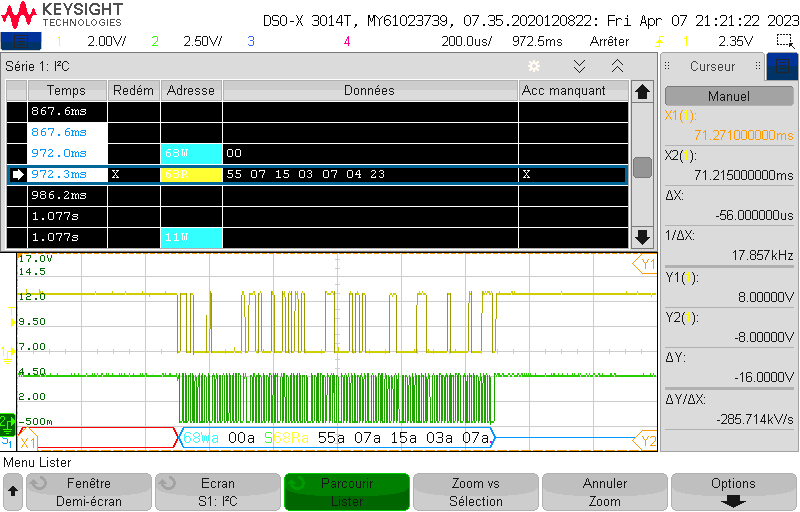 KEYSIGHT
TECHNOLOGIES
DSO-X 3014T, MY61023739, 07.35.2020120822: Fri Apr 07 21:21:22 2023
1 2.00V/ 2 2.50V/ 3 4 200.0us/ 972.5ms Arrêter 1 2.35V
Série 1: I²C
Temps Redém Adresse Données Acc manquant
867.6ms
867.6ms
972.0ms 68W 00
972.3ms X 68R 55 07 15 03 07 04 23 X
986.2ms
1.077s
1.077s 11W
Curseur
Manuel
X1(1):
71.271000000ms
X2(1):
71.215000000ms
ΔX:
-56.000000us
1/ΔX:
17.857kHz
Y1(1):
8.00000V
Y2(1):
-8.00000V
ΔY:
-16.0000V
ΔY/ΔX:
-285.714kV/s
17.0V
14.5
12.0
9.50
7.00
4.50
2.00
-500m
Y1
Y2
X1
T
1
2
S1
68Wa 00a S68Ra 55a 07a 15a 03a 07a.
Menu Lister
Fenêtre
Demi-écran
Ecran
S1: I²C
Parcourir
Lister
Zoom vs
Sélection
Annuler
Zoom
Options